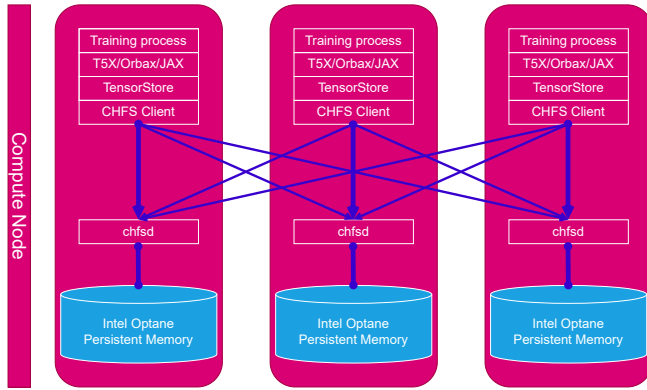 Compute Node
Training process
T5X/Orbax/JAX
TensorStore
CHFS Client
chfsd
Intel Optane
Persistent Memory
Training process
T5X/Orbax/JAX
TensorStore
CHFS Client
chfsd
Intel Optane
Persistent Memory
Training process
T5X/Orbax/JAX
TensorStore
CHFS Client
chfsd
Intel Optane
Persistent Memory